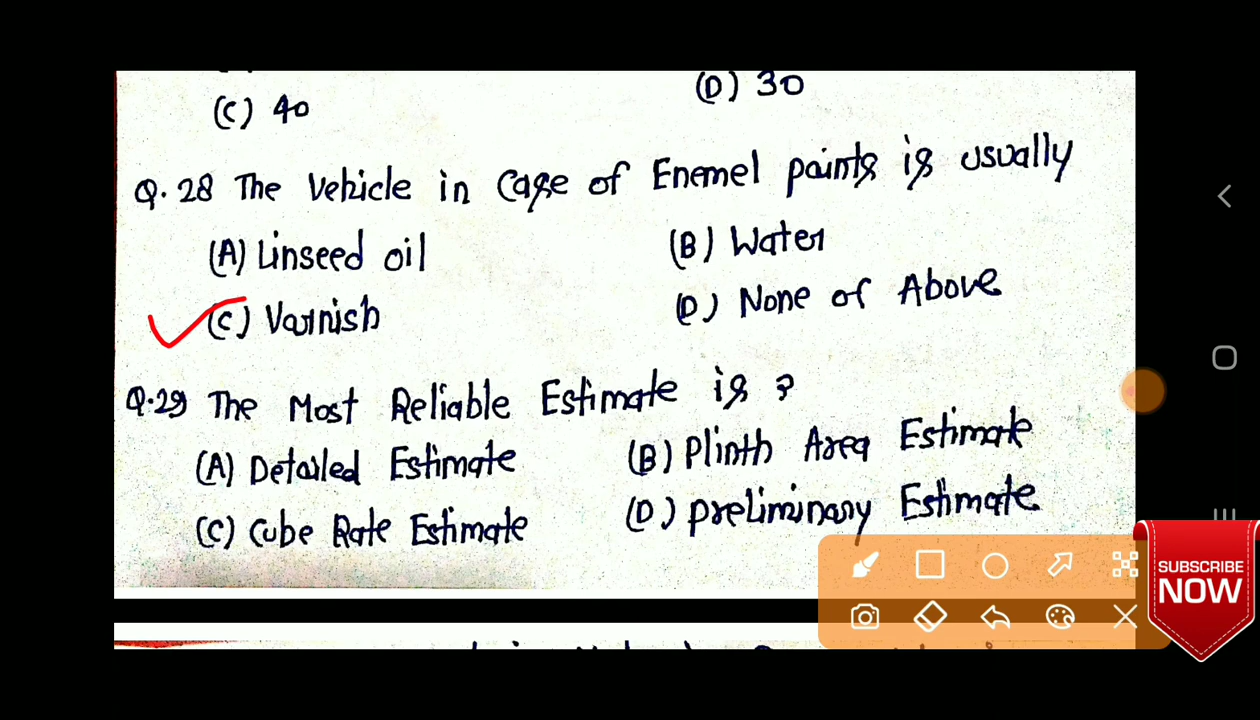 (C) 40
(D) 30
Q. 28 The Vehicle in Case of Enemel paints is usually
(A) Linseed oil
(B) Water
(C) Varnish
(D) None of Above
Q.29 The Most Reliable Estimate is ?
(A) Detailed Estimate
(B) Plinth Area Estimate
(C) Cube Rate Estimate
(D) preliminary Estimate
SUBSCRIBE
NOW